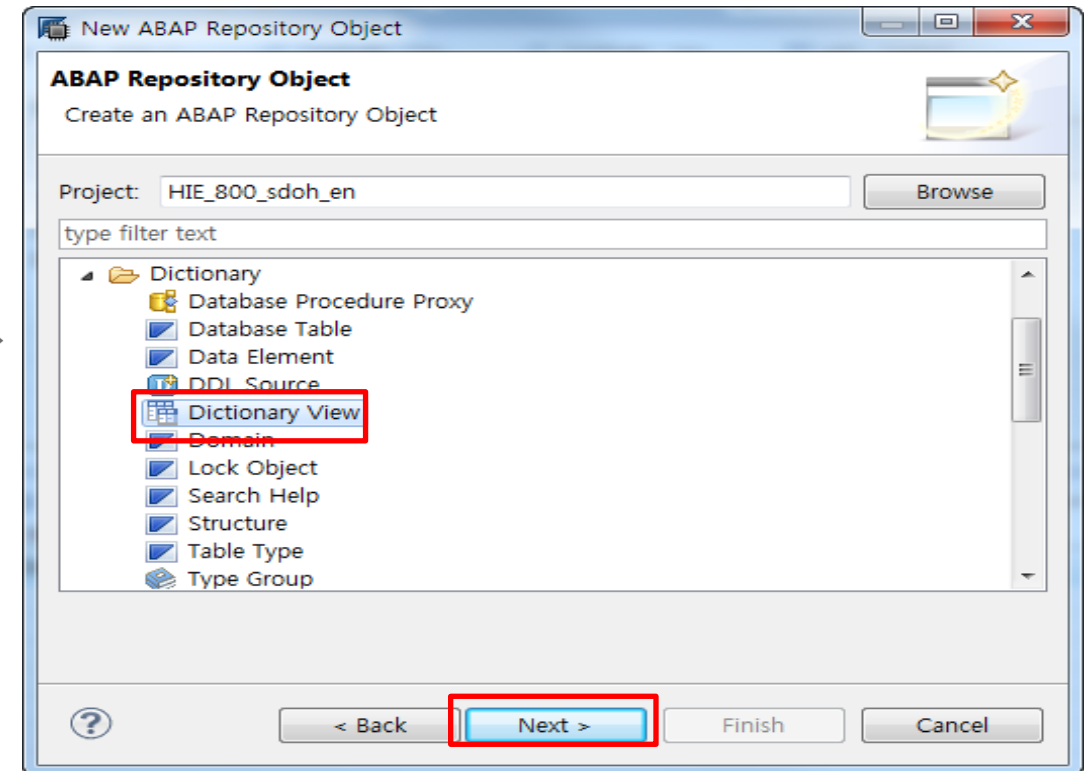 New ABAP Repository Object
ABAP Repository Object
Create an ABAP Repository Object
Project: HIE_800_sdoh_en Browse
type filter text
Dictionary
Database Procedure Proxy
Database Table
Data Element
DDL Source
Dictionary View
Domain
Lock Object
Search Help
Structure
Table Type
Type Group
? < Back Next > Finish Cancel